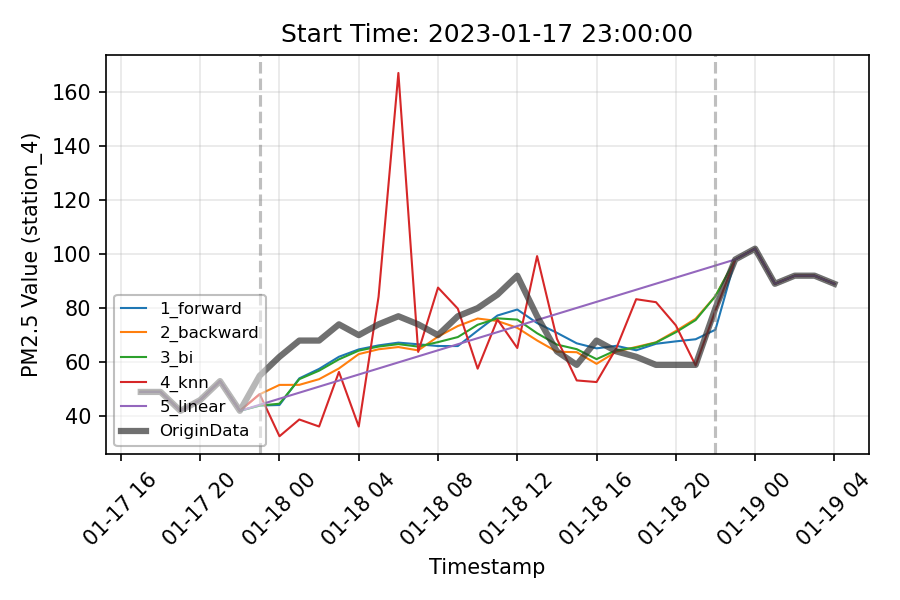 Start Time: 2023-01-17 23:00:00
PM2.5 Value (station_4)
160
140
120
100
80
60
40
1_forward
2_backward
3_bi
4_knn
5_linear
OriginData
01-17 16
01-17 20
01-18 00
01-18 04
01-18 08
01-18 12
01-18 16
01-18 20
01-19 00
01-19 04
Timestamp